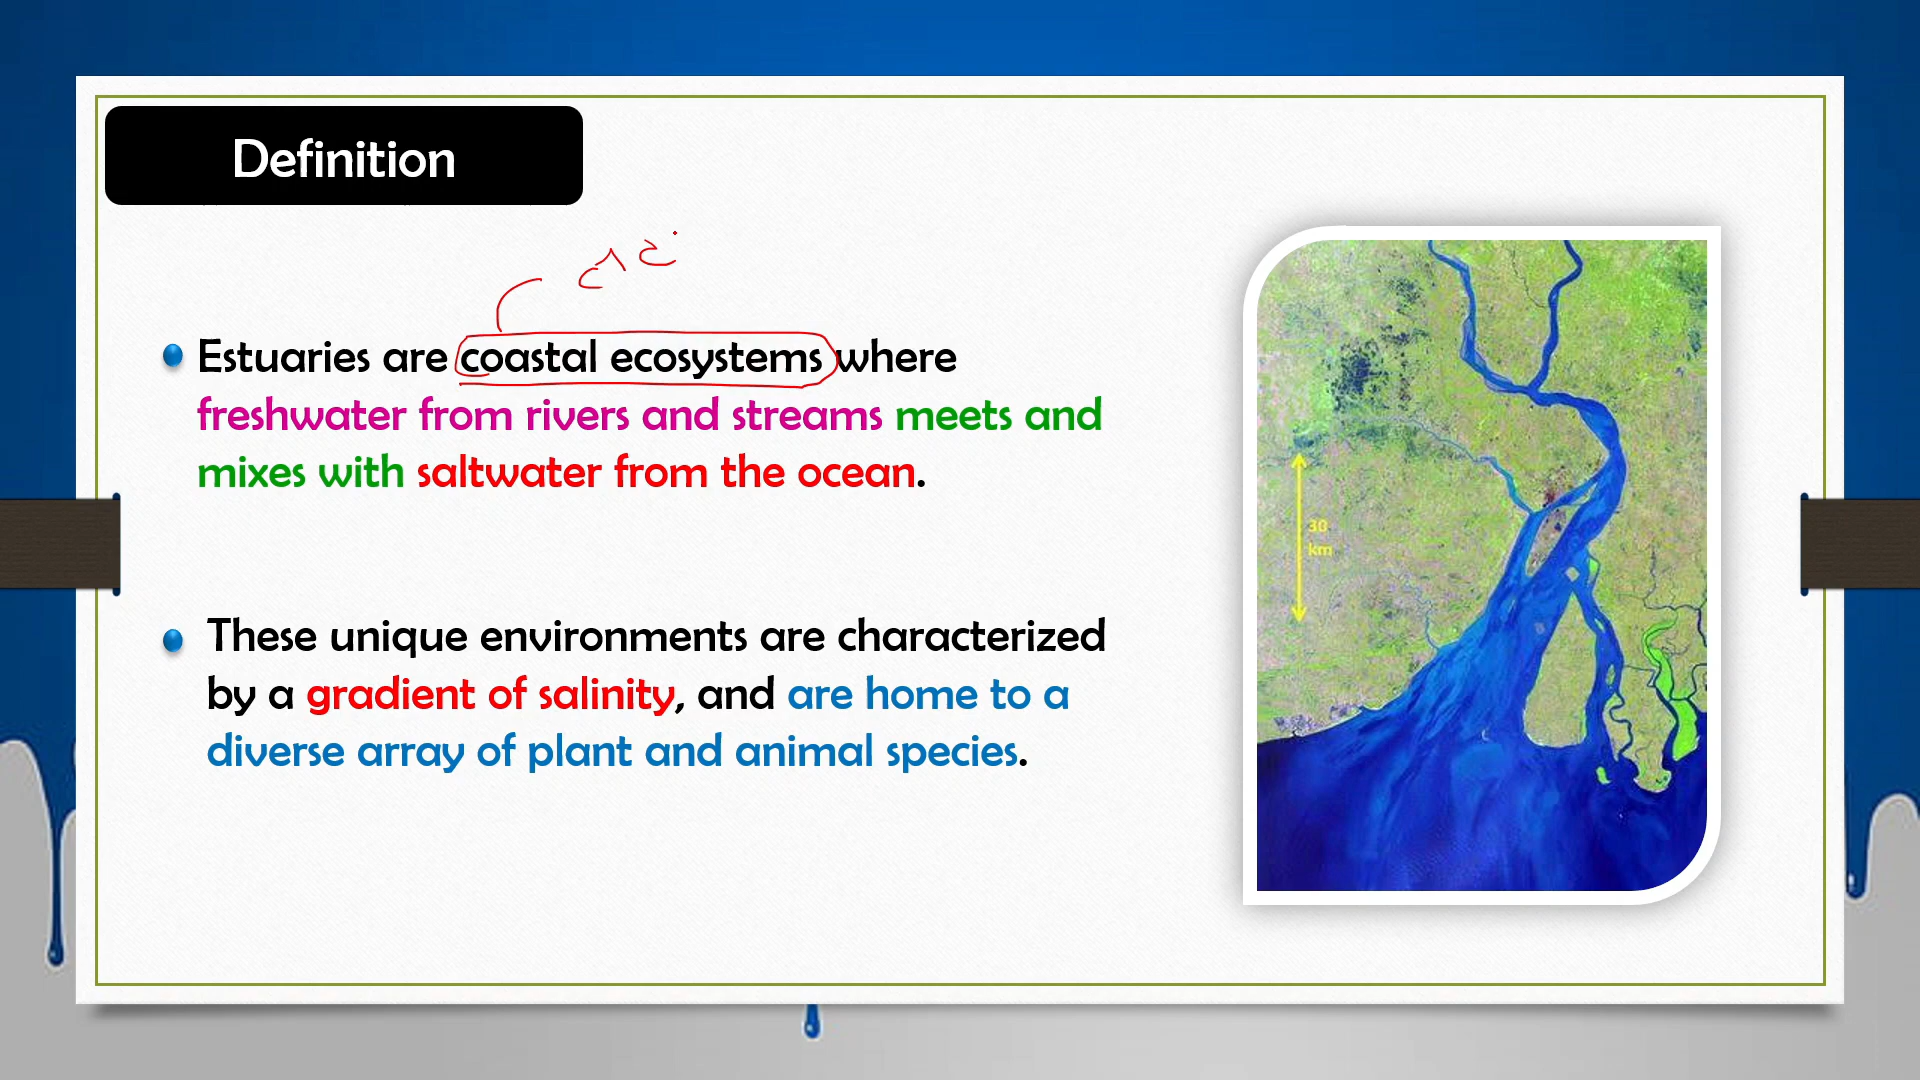 Definition
Estuaries are coastal ecosystems where
freshwater from rivers and streams meets and
mixes with saltwater from the ocean.
These unique environments are characterized
by a gradient of salinity, and are home to a
diverse array of plant and animal species.
30
km